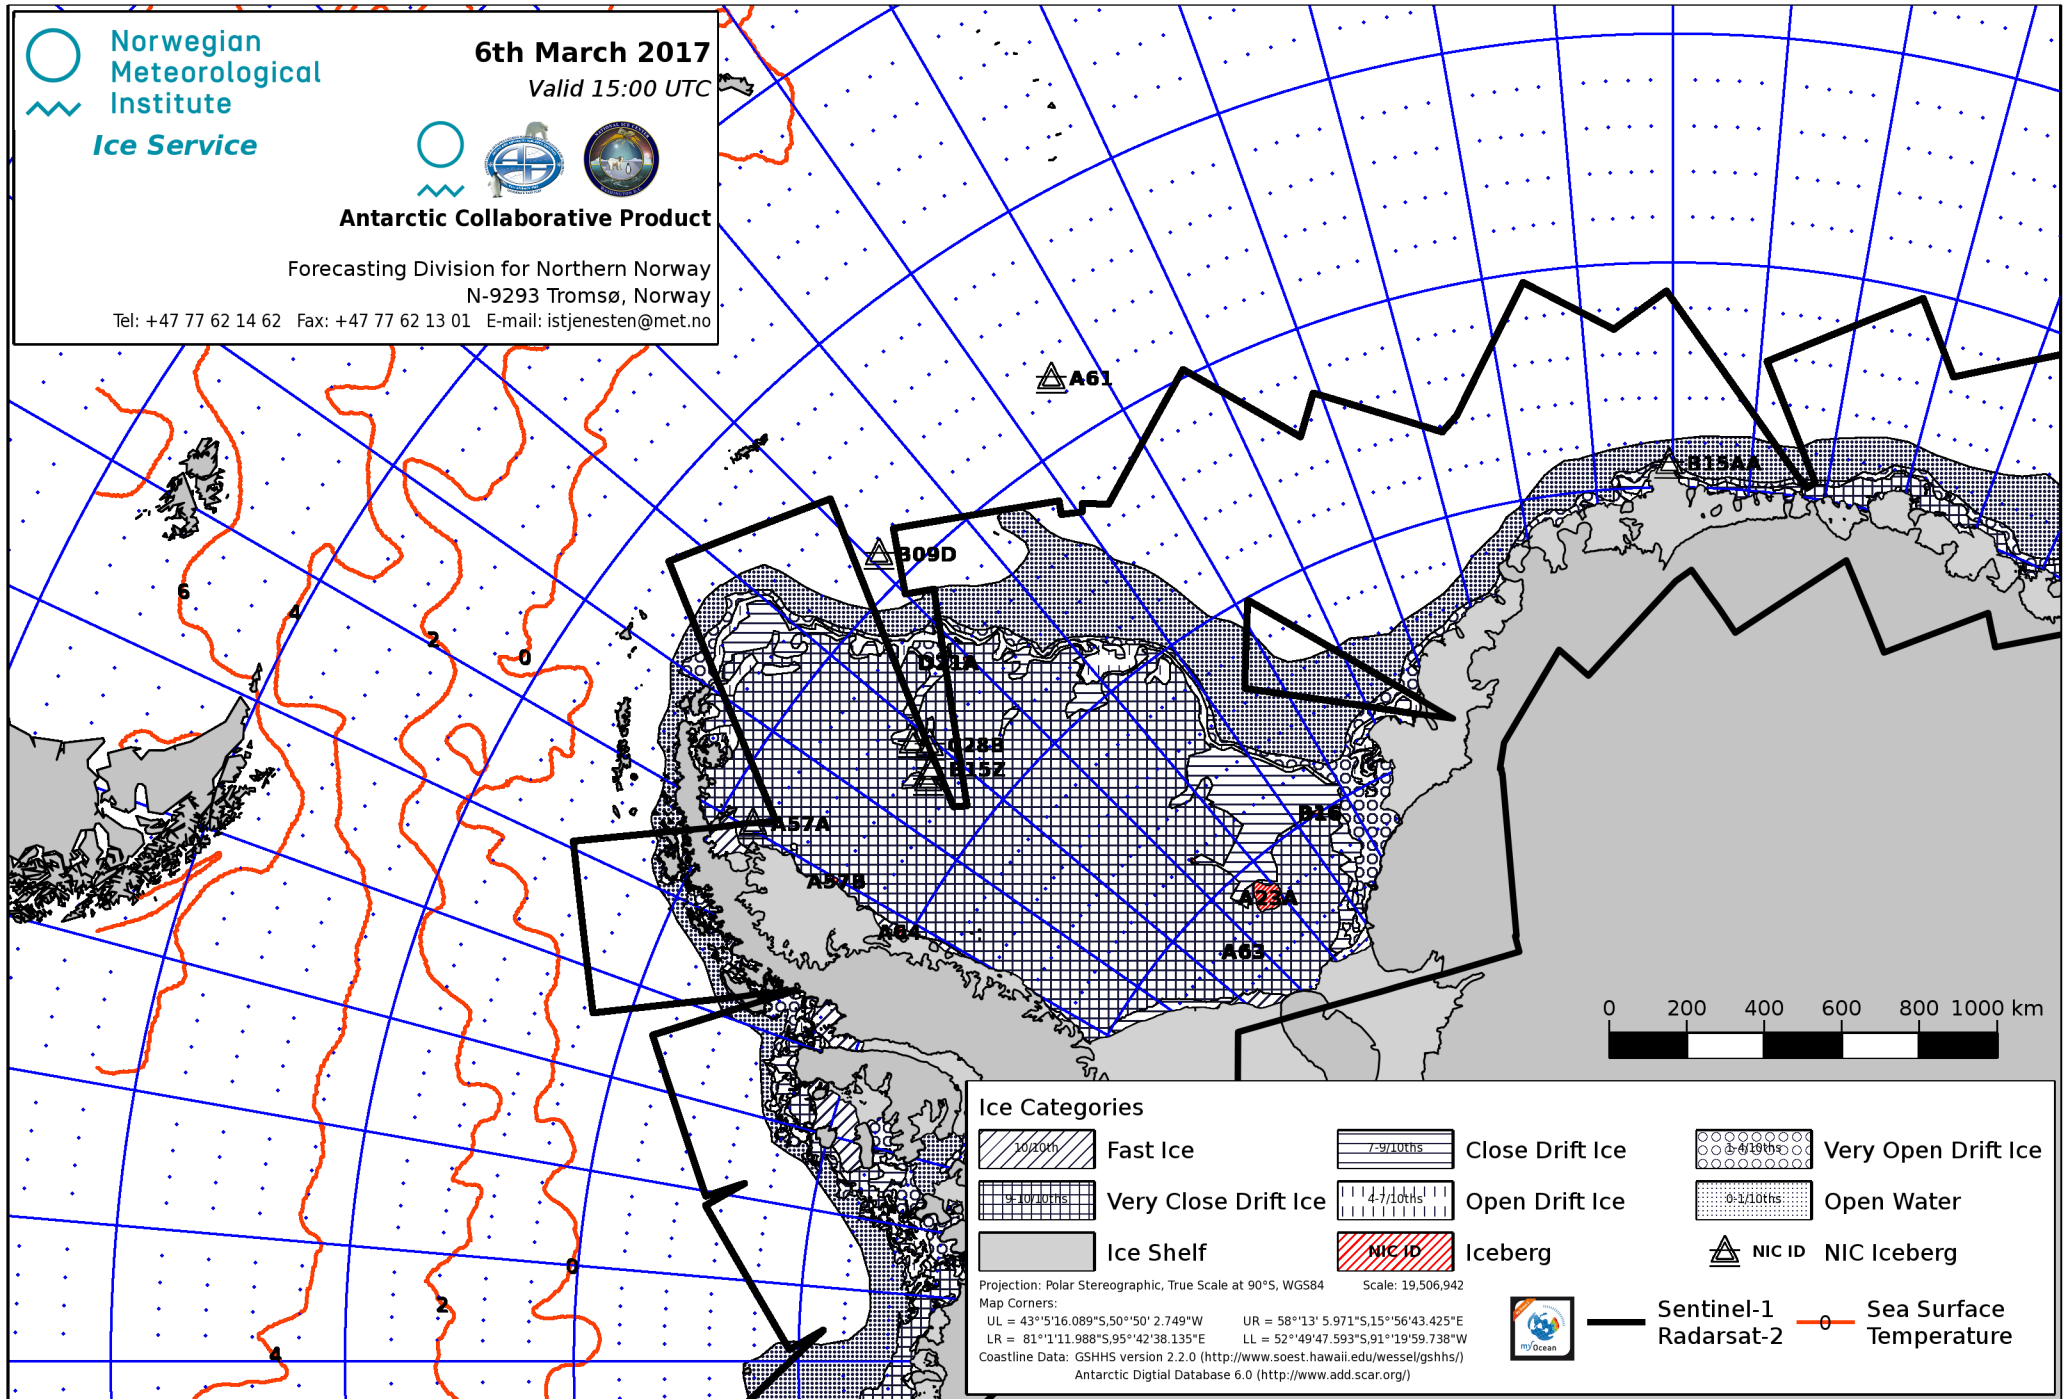 Norwegian
Meteorological
Institute
Ice Service
6th March 2017
Valid 15:00 UTC
Antarctic Collaborative Product
Forecasting Division for Northern Norway
N-9293 Tromsø, Norway
Tel: +47 77 62 14 62 Fax: +47 77 62 13 01 E-mail: istjenesten@met.no
A61
B15AA
B09D
6
4
2
0
D21A
C28B
B15Z
B16
A57A
A57B
A23A
A64
A63
0 200 400 600 800 1000 km
0
2
4
Ice Categories
10/10th Fast Ice
7-9/10ths Close Drift Ice
1-4/10ths Very Open Drift Ice
9-10/10ths Very Close Drift Ice
4-7/10ths Open Drift Ice
0-1/10ths Open Water
Ice Shelf
NIC ID Iceberg
NIC ID NIC Iceberg
Projection: Polar Stereographic, True Scale at 90°S, WGS84 Scale: 19,506,942
Map Corners:
UL = 43°'5'16.089"S,50°'50' 2.749"W UR = 58°'13' 5.971"S,15°'56'43.425"E
LR = 81°'1'11.988"S,95°'42'38.135"E LL = 52°'49'47.593"S,91°'19'59.738"W
Coastline Data: GSHHS version 2.2.0 (http://www.soest.hawaii.edu/wessel/gshhs/)
Antarctic Digtial Database 6.0 (http://www.add.scar.org/)
myOcean
Sentinel-1
Radarsat-2
0
Sea Surface
Temperature